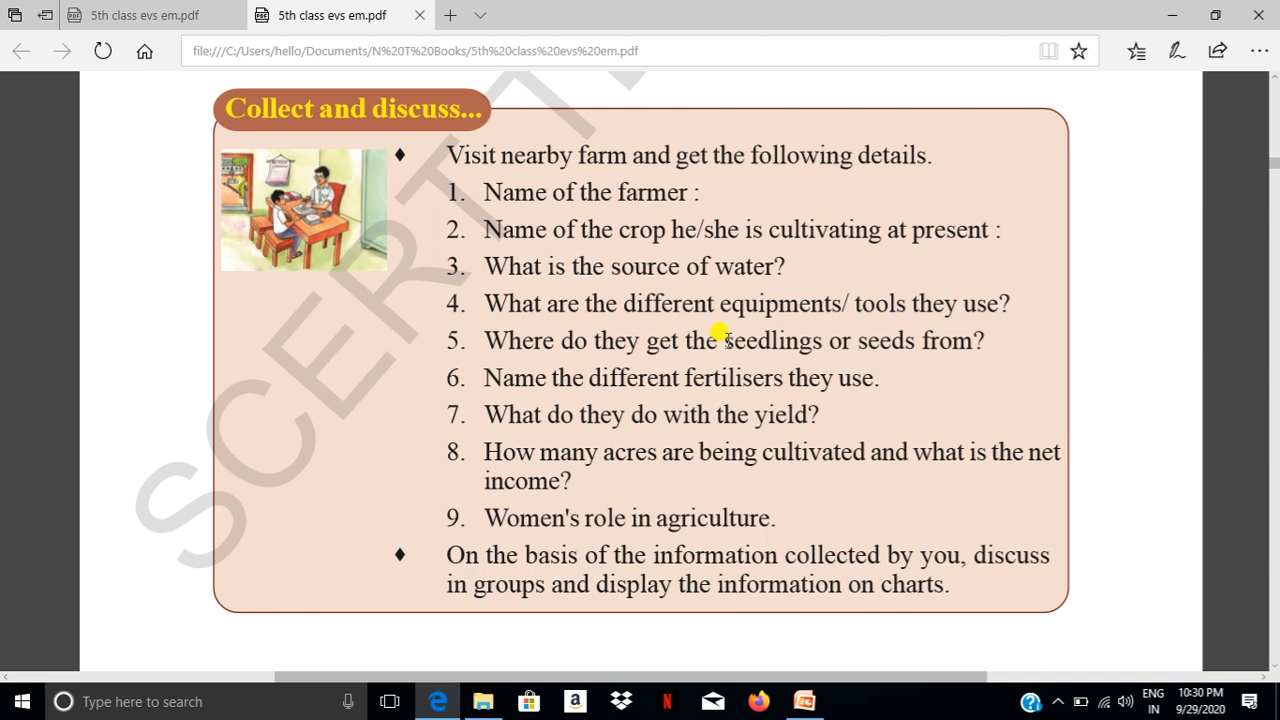 5th class evs em.pdf
5th class evs em.pdf
file:///C:/Users/hello/Documents/N%20T%20Books/5th%20class%20evs%20em.pdf
Collect and discuss...
Visit nearby farm and get the following details.
1. Name of the farmer :
2. Name of the crop he/she is cultivating at present :
3. What is the source of water?
4. What are the different equipments/ tools they use?
5. Where do they get the seedlings or seeds from?
6. Name the different fertilisers they use.
7. What do they do with the yield?
8. How many acres are being cultivated and what is the net
income?
9. Women's role in agriculture.
On the basis of the information collected by you, discuss
in groups and display the information on charts.
SCERT
Type here to search
ENG
IN
10:30 PM
9/29/2020